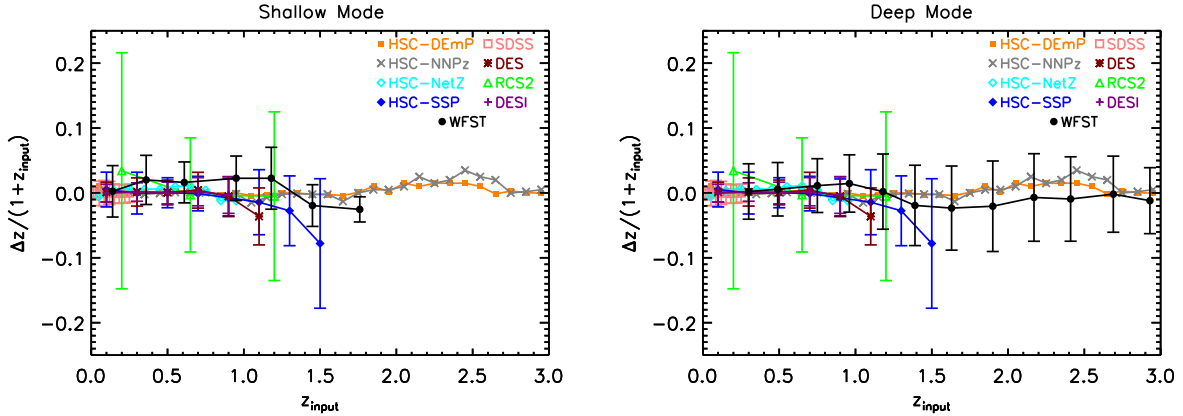 Shallow Mode
0.2
0.1
0.0
-0.1
-0.2
Δz/(1+z_input)
HSC-DEmP
HSC-NNPz
HSC-NetZ
HSC-SSP
SDSS
DES
RCS2
DESI
WFST
0.0 0.5 1.0 1.5 2.0 2.5 3.0
z_input
Deep Mode
0.2
0.1
0.0
-0.1
-0.2
Δz/(1+z_input)
HSC-DEmP
HSC-NNPz
HSC-NetZ
HSC-SSP
SDSS
DES
RCS2
DESI
WFST
0.0 0.5 1.0 1.5 2.0 2.5 3.0
z_input